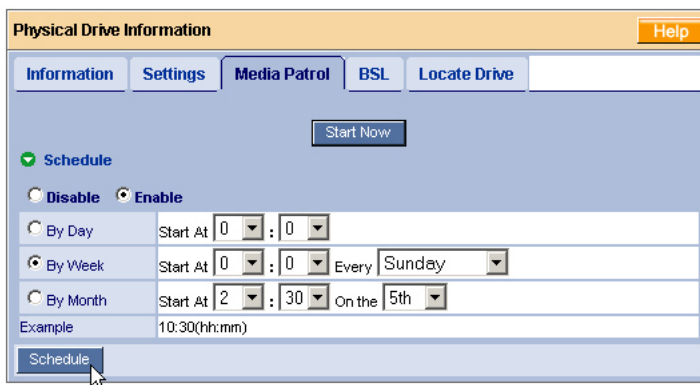 Physical Drive Information Help
Information Settings Media Patrol BSL Locate Drive
Start Now
Schedule
Disable Enable
By Day Start At 0 : 0
By Week Start At 0 : 0 Every Sunday
By Month Start At 2 : 30 On the 5th
Example 10:30(hh:mm)
Schedule